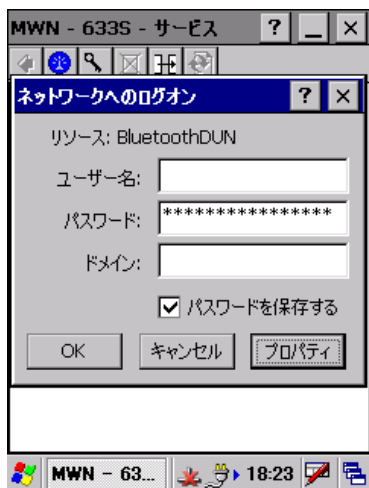 MWN - 633S - サービス ? _ ×
ネットワークへのログオン ? ×
リソース: BluetoothDUN
ユーザー名:
パスワード: ****************
ドメイン:
パスワードを保存する
OK キャンセル プロパティ
MWN - 63... 18:23